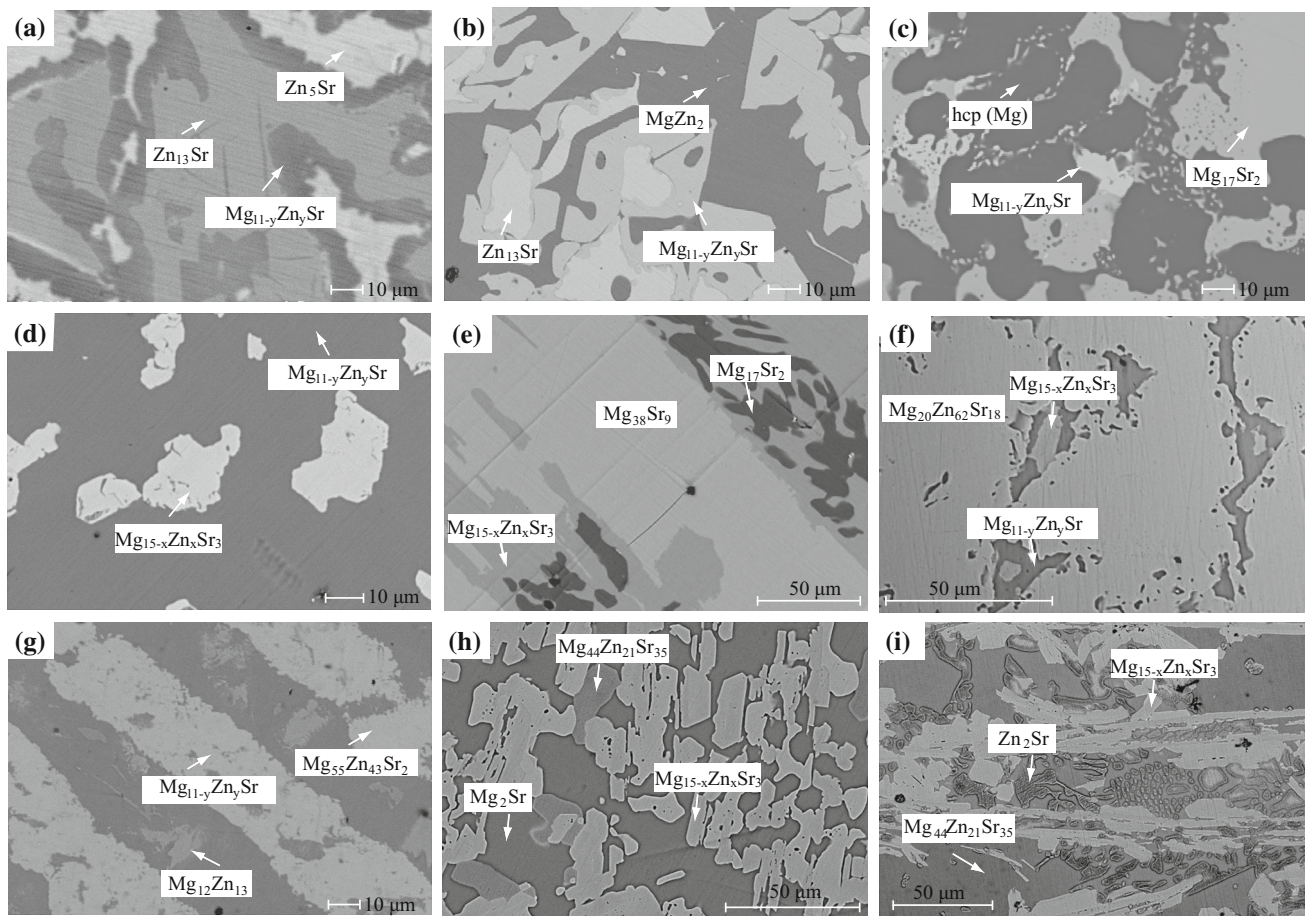 (a)
Zn5Sr
Zn13Sr
Mg11-yZnySr
10 μm
(b)
MgZn2
Zn13Sr
Mg11-yZnySr
10 μm
(c)
hcp (Mg)
Mg17Sr2
Mg11-yZnySr
10 μm
(d)
Mg11-yZnySr
Mg15-xZnxSr3
10 μm
(e)
Mg17Sr2
Mg38Sr9
Mg15-xZnxSr3
50 μm
(f)
Mg15-xZnxSr3
Mg20Zn62Sr18
Mg11-yZnySr
50 μm
(g)
Mg11-yZnySr
Mg55Zn43Sr2
Mg12Zn13
10 μm
(h)
Mg44Zn21Sr35
Mg15-xZnxSr3
Mg2Sr
50 μm
(i)
Mg15-xZnxSr3
Zn2Sr
Mg44Zn21Sr35
50 μm